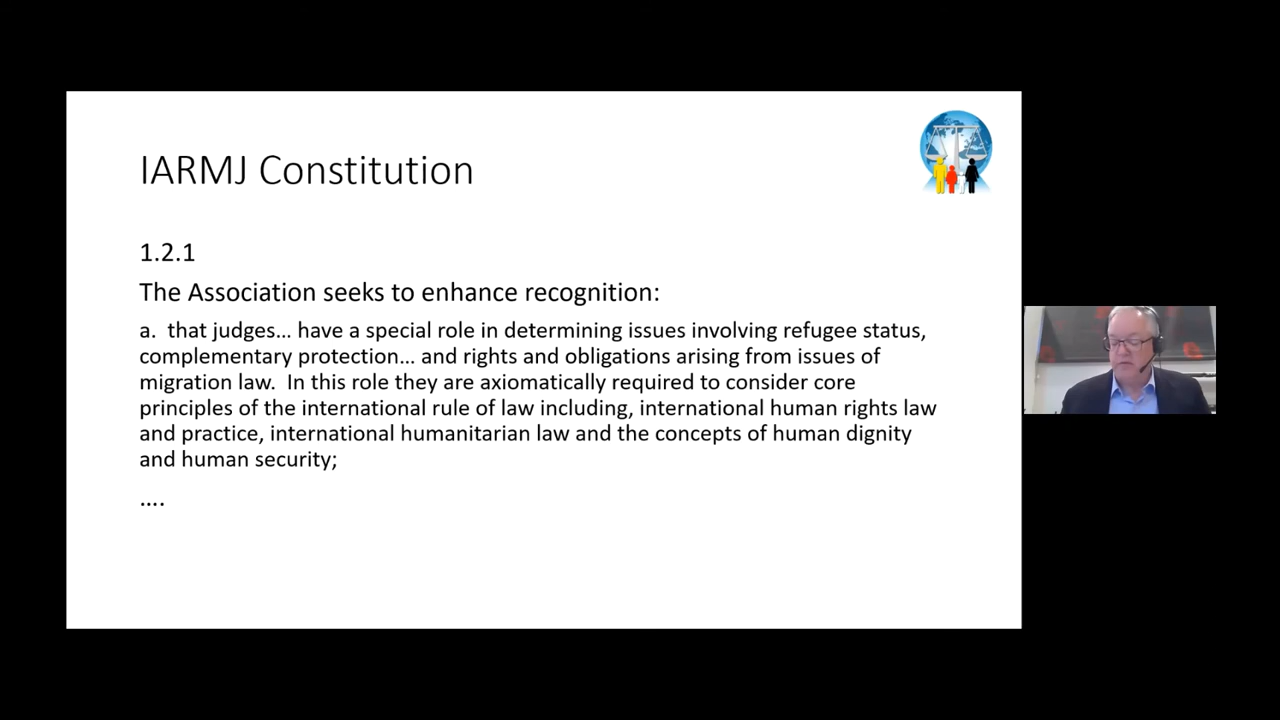 IARMJ Constitution
1.2.1
The Association seeks to enhance recognition:
a.  that judges… have a special role in determining issues involving refugee status,
complementary protection… and rights and obligations arising from issues of
migration law.  In this role they are axiomatically required to consider core
principles of the international rule of law including, international human rights law
and practice, international humanitarian law and the concepts of human dignity
and human security;
….